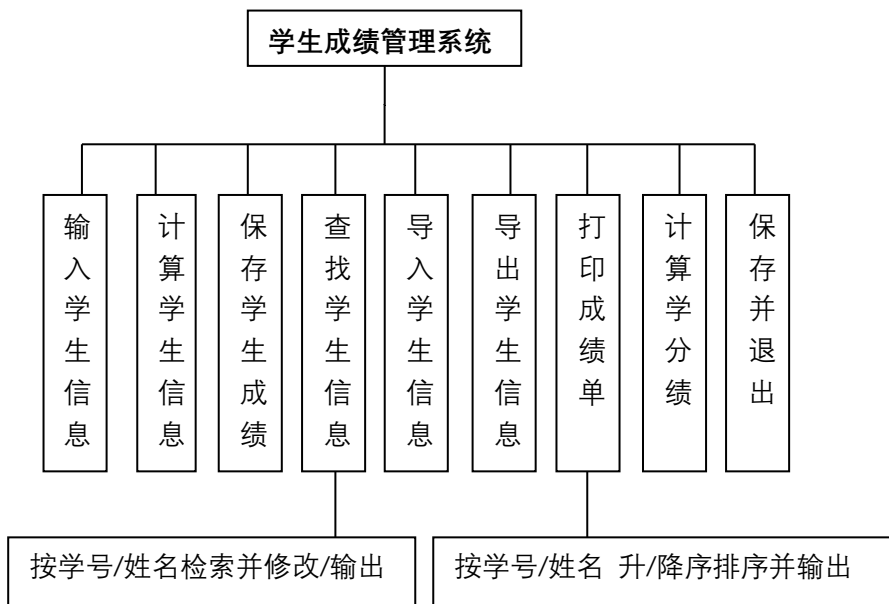 学生成绩管理系统
输入学生信息
计算学生信息
保存学生成绩
查找学生信息
导入学生信息
导出学生信息
打印成绩单
计算学分绩
保存并退出
按学号/姓名检索并修改/输出
按学号/姓名 升/降序排序并输出